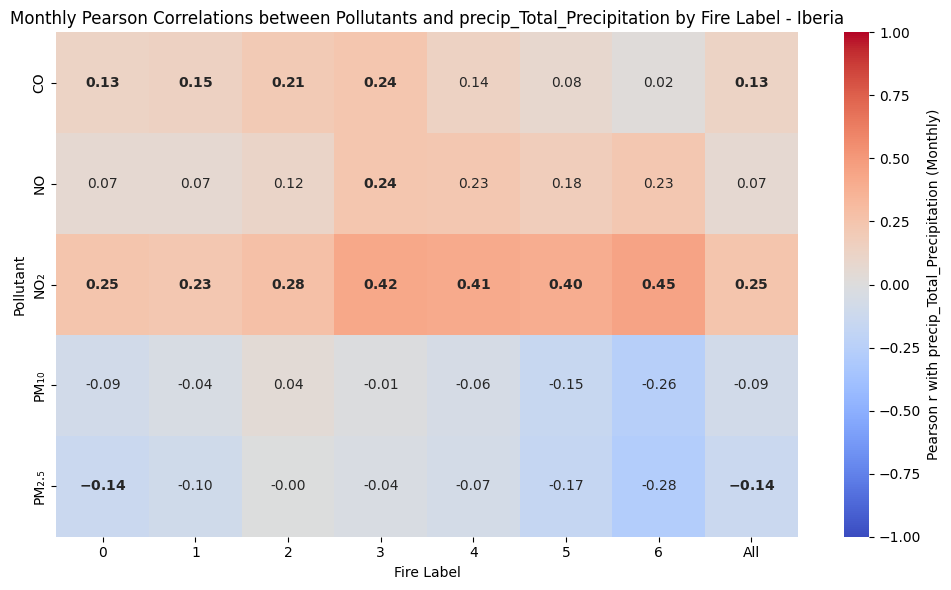 Monthly Pearson Correlations between Pollutants and precip_Total_Precipitation by Fire Label - Iberia
CO 0.13 0.15 0.21 0.24 0.14 0.08 0.02 0.13
NO 0.07 0.07 0.12 0.24 0.23 0.18 0.23 0.07
NO₂ 0.25 0.23 0.28 0.42 0.41 0.40 0.45 0.25
PM₁₀ -0.09 -0.04 0.04 -0.01 -0.06 -0.15 -0.26 -0.09
PM₂.₅ −0.14 -0.10 -0.00 -0.04 -0.07 -0.17 -0.28 −0.14
0 1 2 3 4 5 6 All
Fire Label
Pollutant
1.00
0.75
0.50
0.25
0.00
−0.25
−0.50
−0.75
−1.00
Pearson r with precip_Total_Precipitation (Monthly)